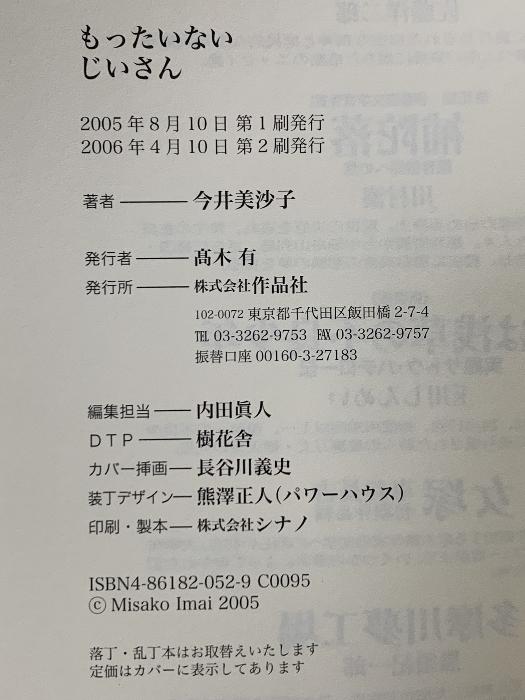 もったいない
じいさん
2005年8月10日 第1刷発行
2006年4月10日 第2刷発行
著者 ――― 今井美沙子
発行者 ――― 髙木 有
発行所 ――― 株式会社作品社
102-0072 東京都千代田区飯田橋 2-7-4
℡ 03-3262-9753 FAX 03-3262-9757
振替口座 00160-3-27183
編集担当 ―― 内田眞人
DTP ――― 樹花舎
カバー挿画 ― 長谷川義史
装丁デザイン ― 熊澤正人(パワーハウス)
印刷・製本 ― 株式会社シナノ
ISBN4-86182-052-9 C0095
© Misako Imai 2005
落丁・乱丁本はお取替えいたします
定価はカバーに表示してあります